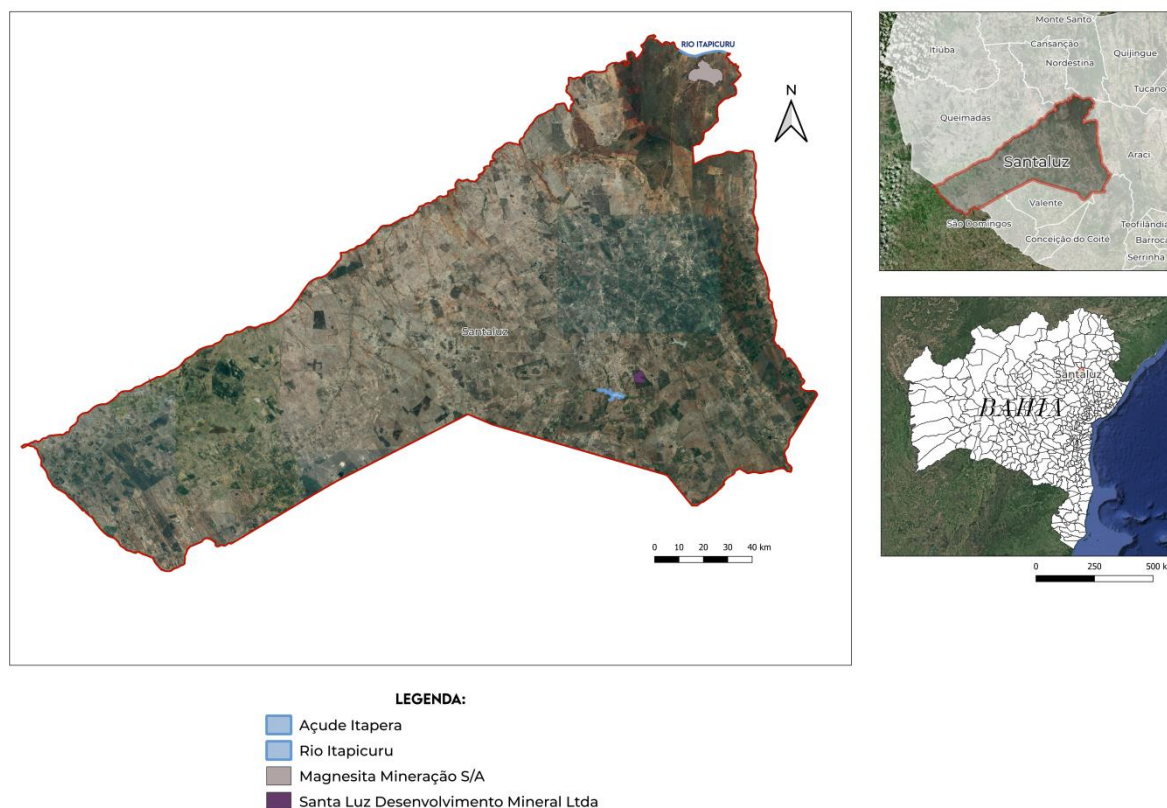 RIO ITAPICURU
N
Santaluz
0 10 20 30 40 km
Monte Santo
Itiúba
Cansanção
Quijingue
Nordestina
Tucano
Queimadas
Santaluz
Araci
Valente
São Domingos
Teofilândia
Conceição do Coité
Barroca
Serrinha
Santaluz
BAHIA
0 250 500 k
LEGENDA:
Açude Itapera
Rio Itapicuru
Magnesita Mineração S/A
Santa Luz Desenvolvimento Mineral Ltda